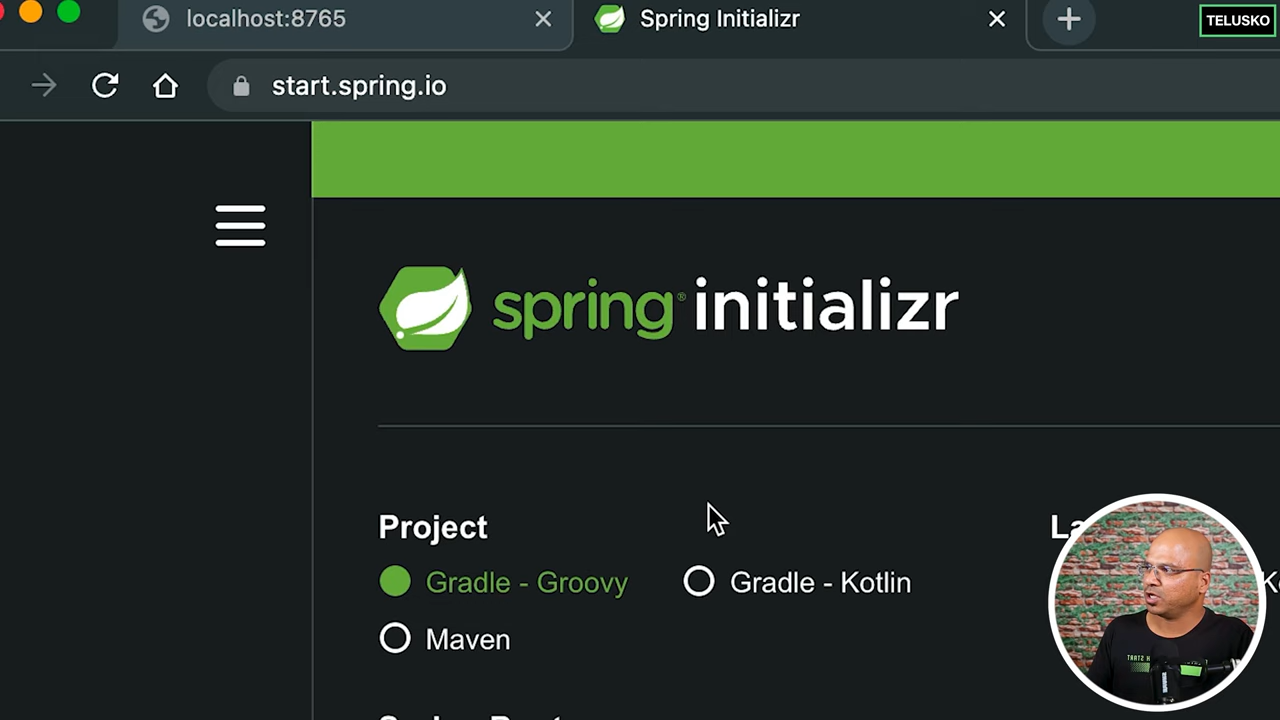 localhost:8765
Spring Initializr
TELUSKO
start.spring.io
spring® initializr
Project
Gradle - Groovy
Gradle - Kotlin
Maven